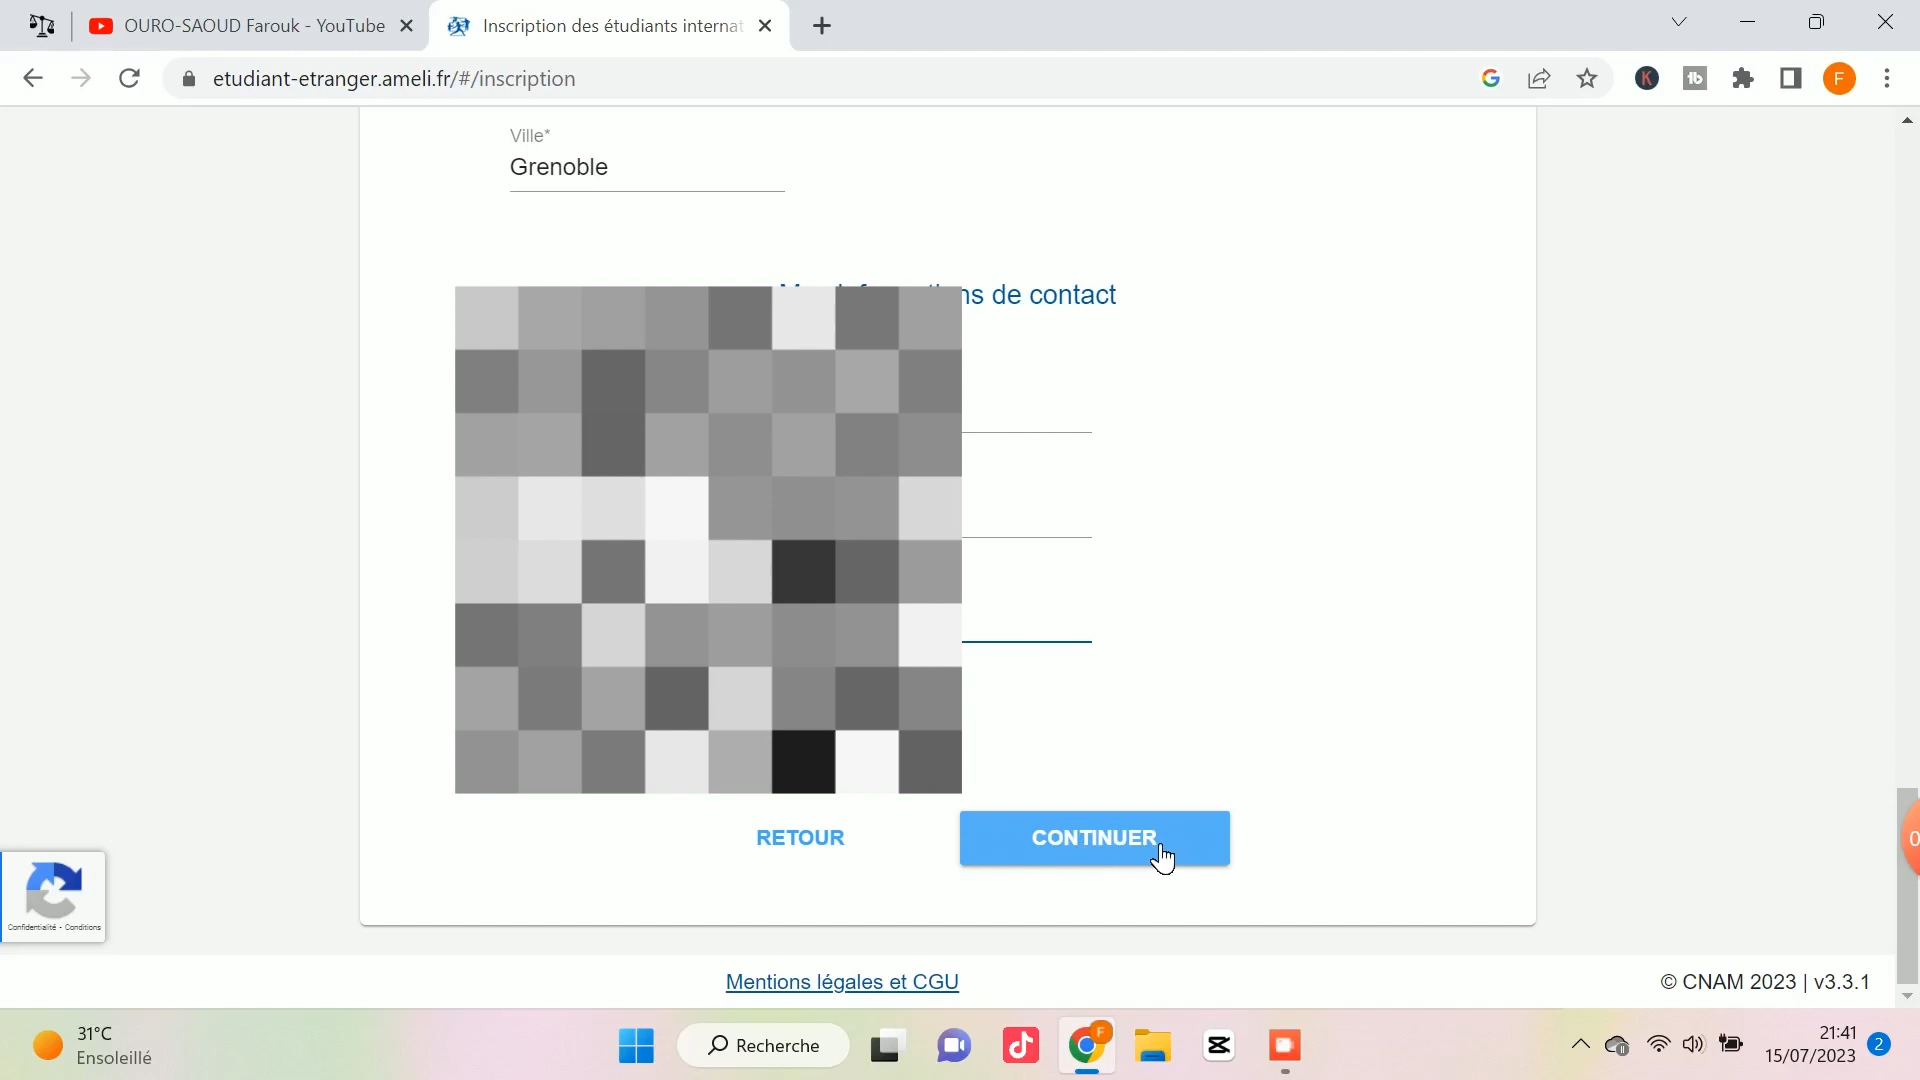 OURO-SAOUD Farouk - YouTube
Inscription des étudiants internat
etudiant-etranger.ameli.fr/#/inscription
Ville*
Grenoble
de contact
RETOUR
CONTINUER
Confidentialité - Conditions
Mentions légales et CGU
© CNAM 2023 | v3.3.1
31°C
Ensoleillé
Recherche
21:41
15/07/2023
2